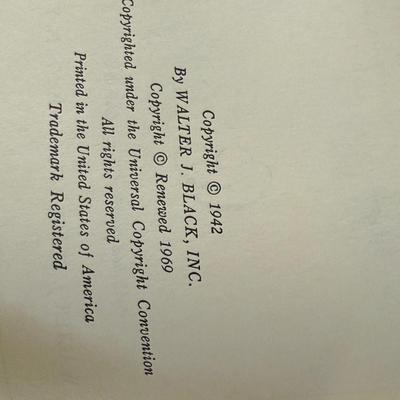 Copyright © 1942
By WALTER J. BLACK, INC.
Copyright © Renewed 1969
Copyrighted under the Universal Copyright Convention
All rights reserved
Printed in the United States of America
Trademark Registered